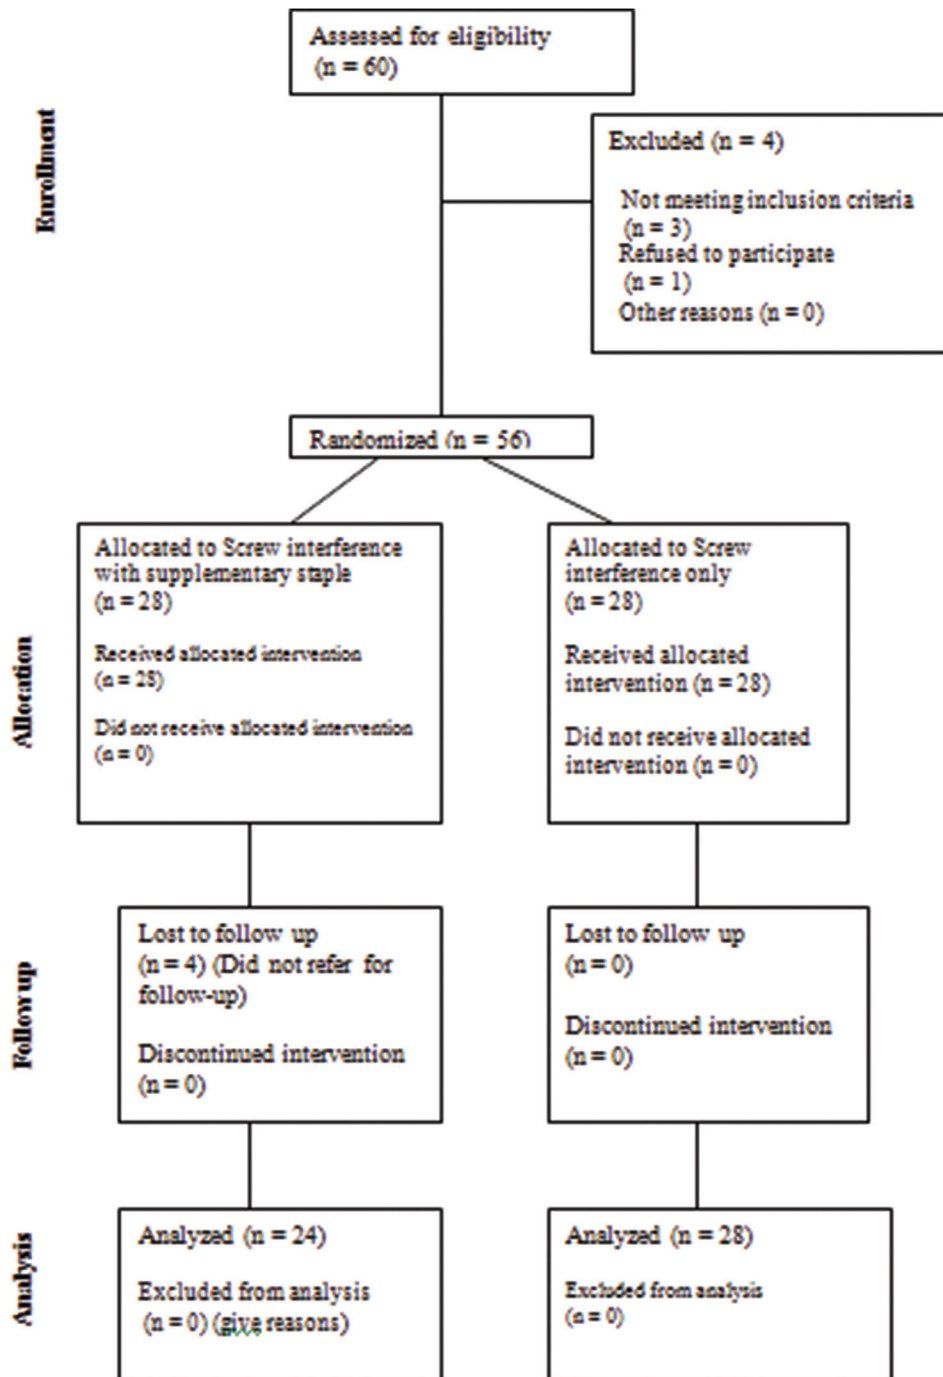 Assessed for eligibility
(n = 60)
Enrollment
Excluded (n = 4)
Not meeting inclusion criteria
(n = 3)
Refused to participate
(n = 1)
Other reasons (n = 0)
Randomized (n = 56)
Allocation
Allocated to Screw interference
with supplementary staple
(n = 28)
Received allocated intervention
(n = 28)
Did not receive allocated intervention
(n = 0)
Allocated to Screw
interference only
(n = 28)
Received allocated
intervention (n = 28)
Did not receive allocated
intervention (n = 0)
Follow up
Lost to follow up
(n = 4) (Did not refer for
follow-up)
Discontinued intervention
(n = 0)
Lost to follow up
(n = 0)
Discontinued intervention
(n = 0)
Analysis
Analyzed (n = 24)
Excluded from analysis
(n = 0) (give reasons)
Analyzed (n = 28)
Excluded from analysis
(n = 0)